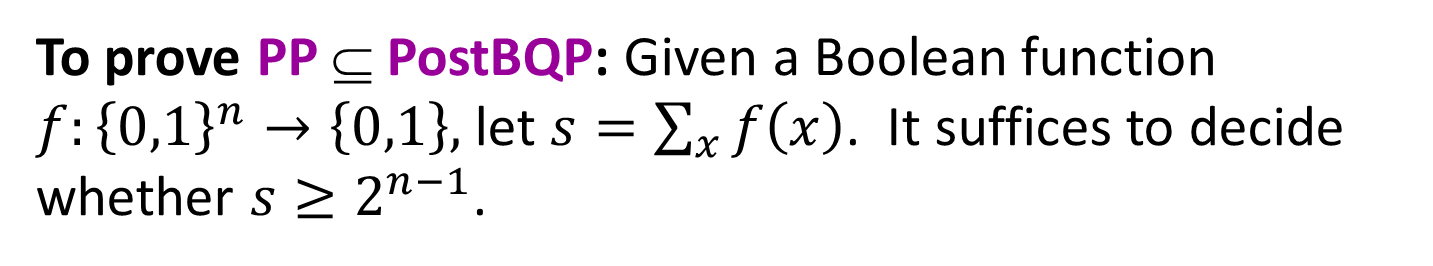 To prove PP ⊆ PostBQP: Given a Boolean function
f:{0,1}ⁿ → {0,1}, let s = ∑ₓ f(x). It suffices to decide
whether s ≥ 2ⁿ⁻¹.